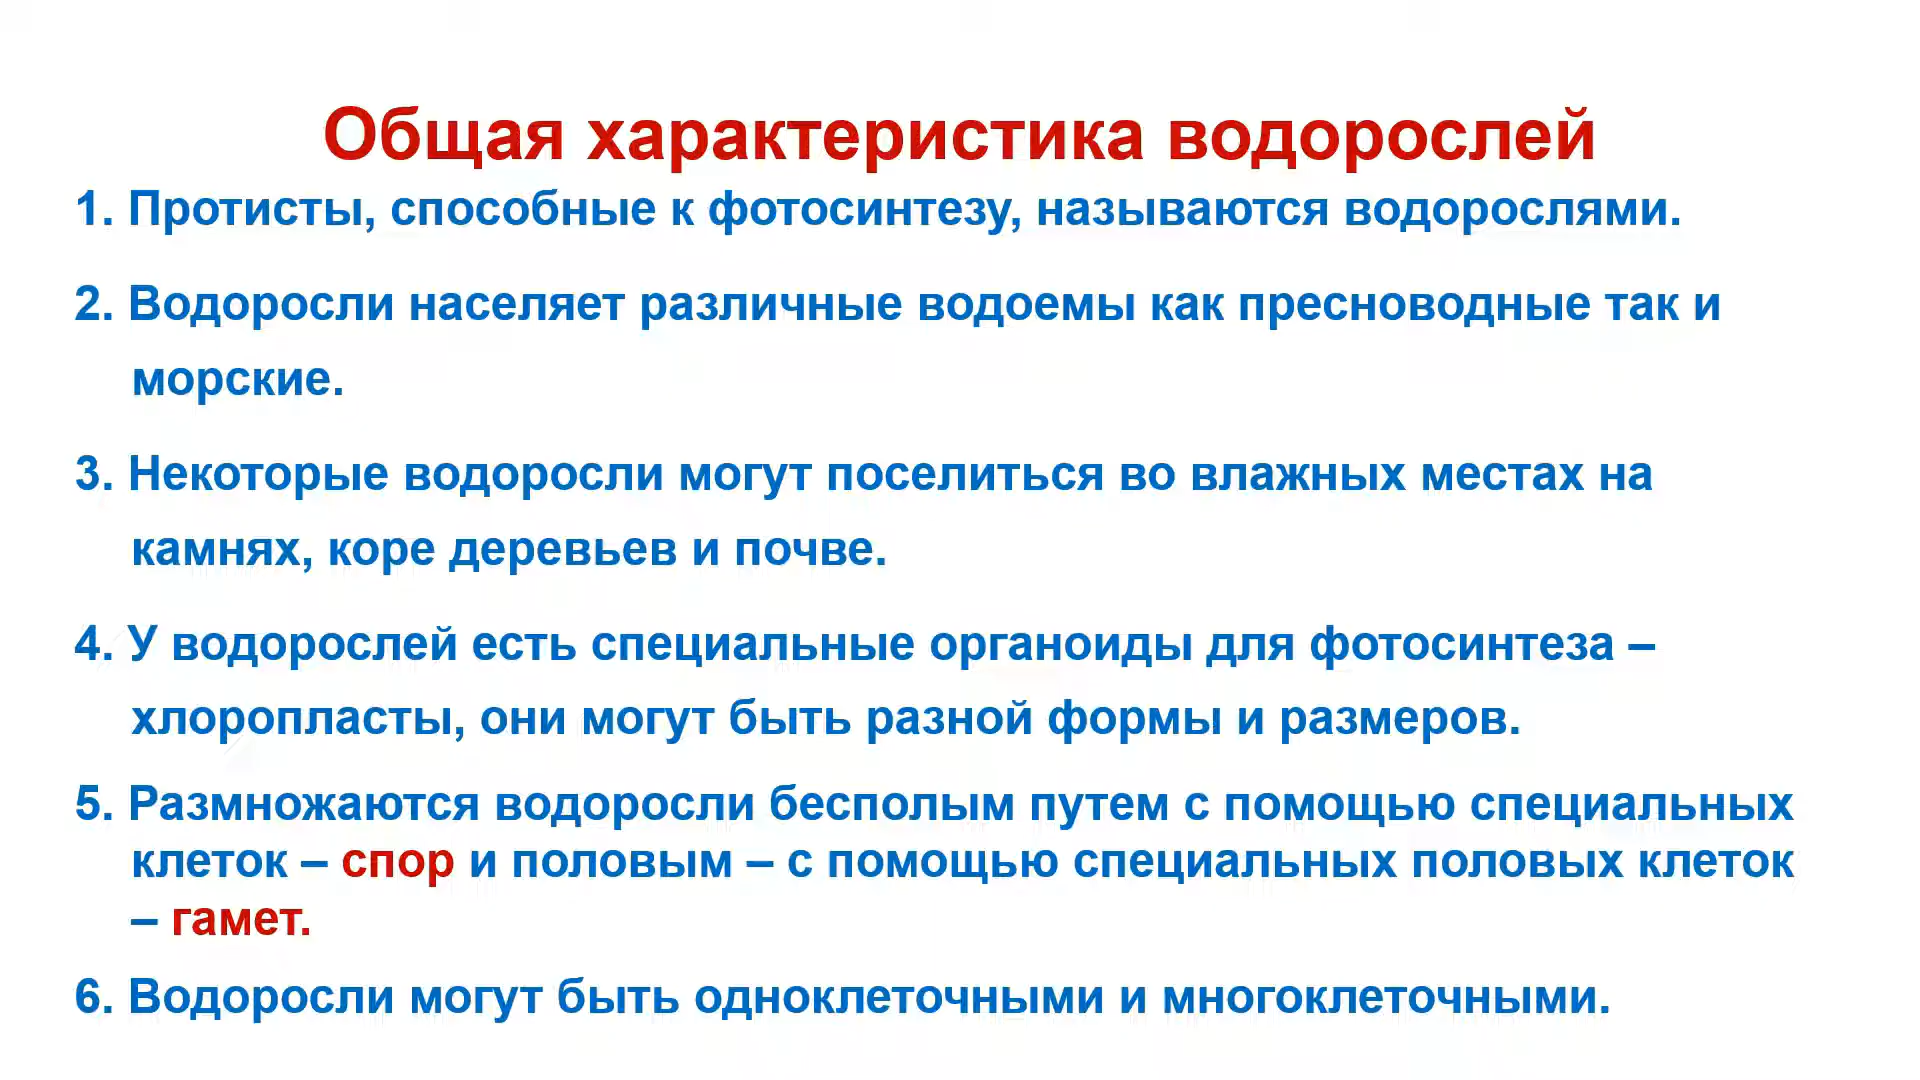 Общая характеристика водорослей
1. Протисты, способные к фотосинтезу, называются водорослями.
2. Водоросли населяет различные водоемы как пресноводные так и
морские.
3. Некоторые водоросли могут поселиться во влажных местах на
камнях, коре деревьев и почве.
4. У водорослей есть специальные органоиды для фотосинтеза –
хлоропласты, они могут быть разной формы и размеров.
5. Размножаются водоросли бесполым путем с помощью специальных
клеток – спор и половым – с помощью специальных половых клеток
– гамет.
6. Водоросли могут быть одноклеточными и многоклеточными.